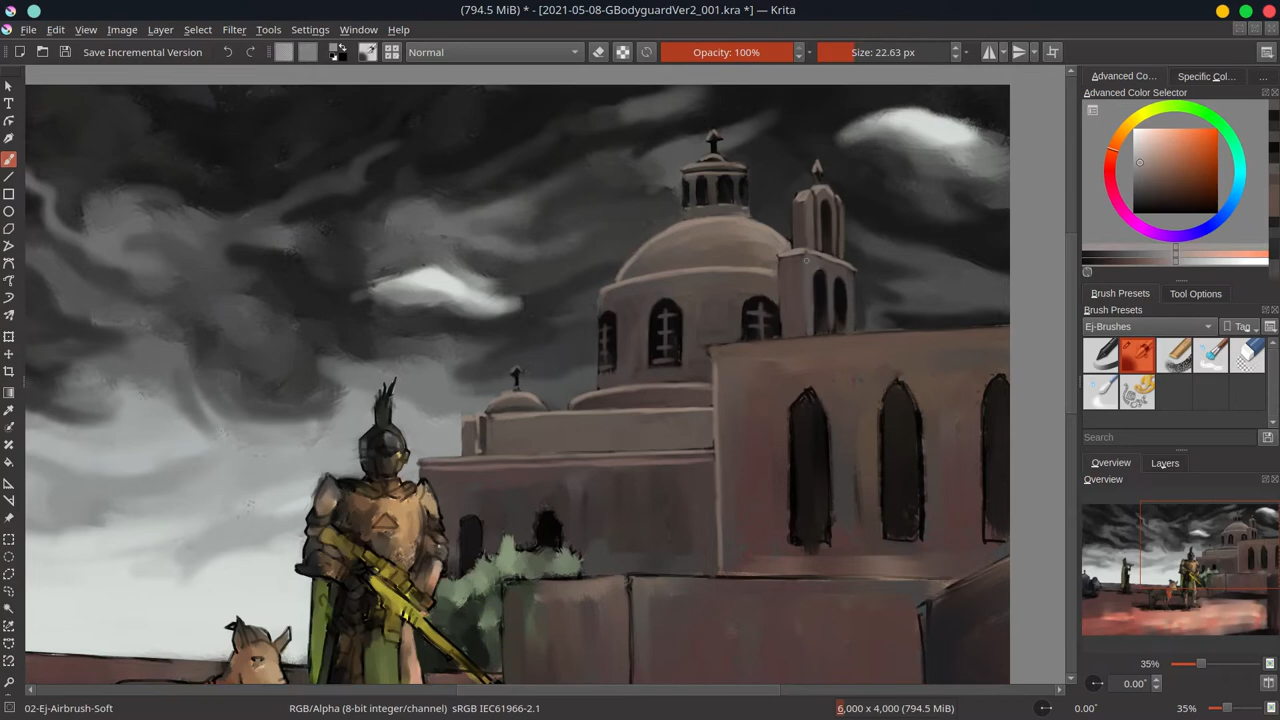 (794.5 MiB) * - [2021-05-08-GBodyguardVer2_001.kra *] — Krita
File Edit View Image Layer Select Filter Tools Settings Window Help
Save Incremental Version Normal Opacity: 100% Size: 22.63 px
Advanced Co... Specific Col... ...
Advanced Color Selector
Brush Presets Tool Options
Brush Presets
Ej-Brushes Tag
Search
Overview Layers
Overview
35%
0.00°
02-Ej-Airbrush-Soft RGB/Alpha (8-bit integer/channel) sRGB IEC61966-2.1 6,000 x 4,000 (794.5 MiB) 0.00° 35%